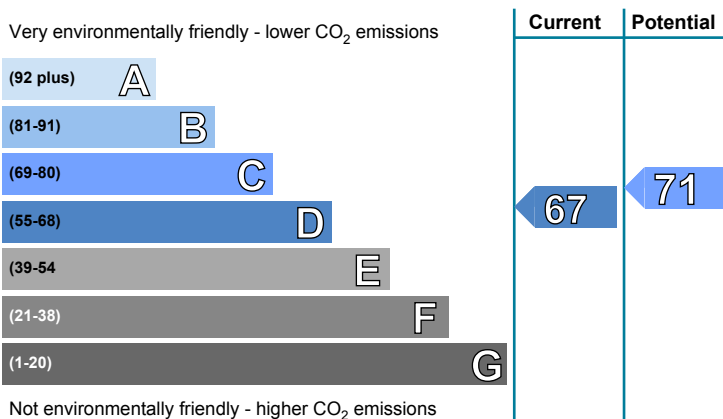 Very environmentally friendly - lower CO2 emissions
Current
Potential
(92 plus) A
(81-91) B
(69-80) C
(55-68) D
(39-54 E
(21-38) F
(1-20) G
67
71
Not environmentally friendly - higher CO2 emissions